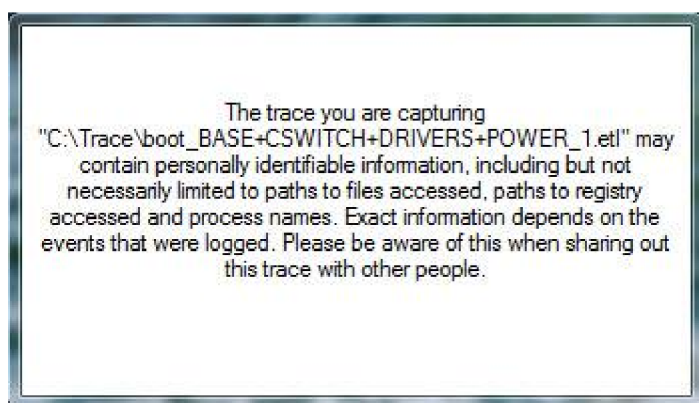 The trace you are capturing
"C:\Trace\boot_BASE+CSWITCH+DRIVERS+POWER_1.etl" may
contain personally identifiable information, including but not
necessarily limited to paths to files accessed, paths to registry
accessed and process names. Exact information depends on the
events that were logged. Please be aware of this when sharing out
this trace with other people.